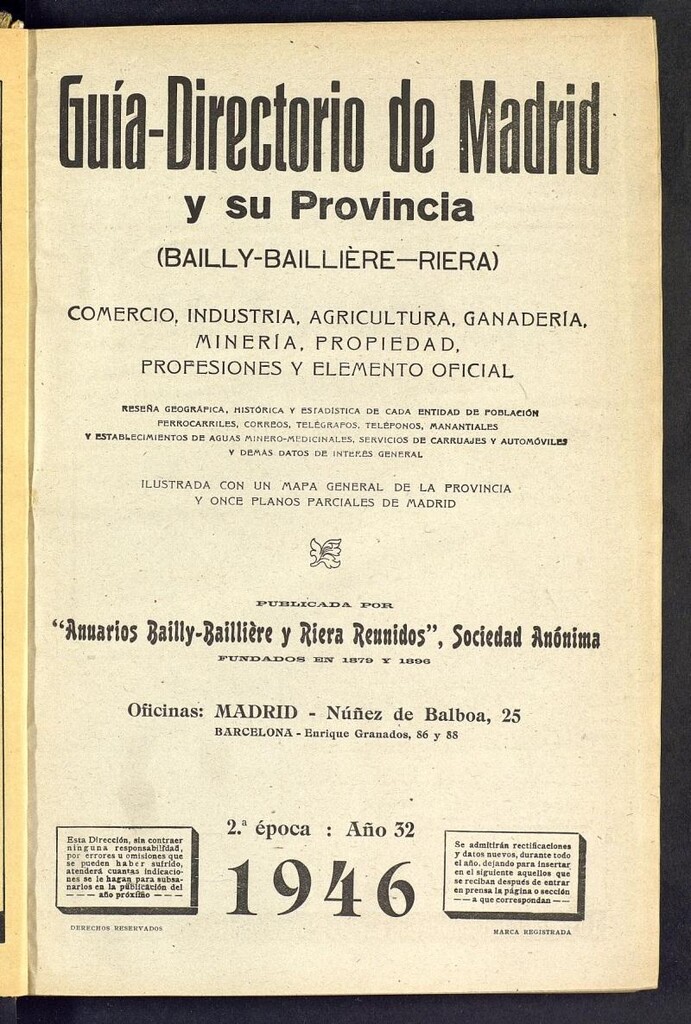 Guía-Directorio de Madrid
y su Provincia
(BAILLY-BAILLIÈRE—RIERA)
COMERCIO, INDUSTRIA, AGRICULTURA, GANADERÍA,
MINERÍA, PROPIEDAD,
PROFESIONES Y ELEMENTO OFICIAL
RESEÑA GEOGRÁFICA, HISTÓRICA Y ESTADÍSTICA DE CADA ENTIDAD DE POBLACIÓN
FERROCARRILES, CORREOS, TELÉGRAFOS, TELÉFONOS, MANANTIALES
Y ESTABLECIMIENTOS DE AGUAS MINERO-MEDICINALES, SERVICIOS DE CARRUAJES Y AUTOMÓVILES
Y DEMÁS DATOS DE INTERÉS GENERAL
ILUSTRADA CON UN MAPA GENERAL DE LA PROVINCIA
Y ONCE PLANOS PARCIALES DE MADRID
PUBLICADA POR
"Anuarios Bailly-Baillière y Riera Reunidos", Sociedad Anónima
FUNDADOS EN 1879 Y 1896
Oficinas: MADRID - Núñez de Balboa, 25
BARCELONA - Enrique Granados, 86 y 88
2.ª época : Año 32
1946
Esta Dirección, sin contraer
ninguna responsabilidad,
por errores u omisiones que
se pueden haber sufrido,
atenderá cuantas indicacio-
nes se le hagan para subsa-
narlos en la publicación del
— — año próximo — — —
DERECHOS RESERVADOS
Se admitirán rectificaciones
y datos nuevos, durante todo
el año, dejando para insertar
en el siguiente aquellos que
se reciban después de entrar
en prensa la página o sección
— — a que correspondan — —
MARCA REGISTRADA